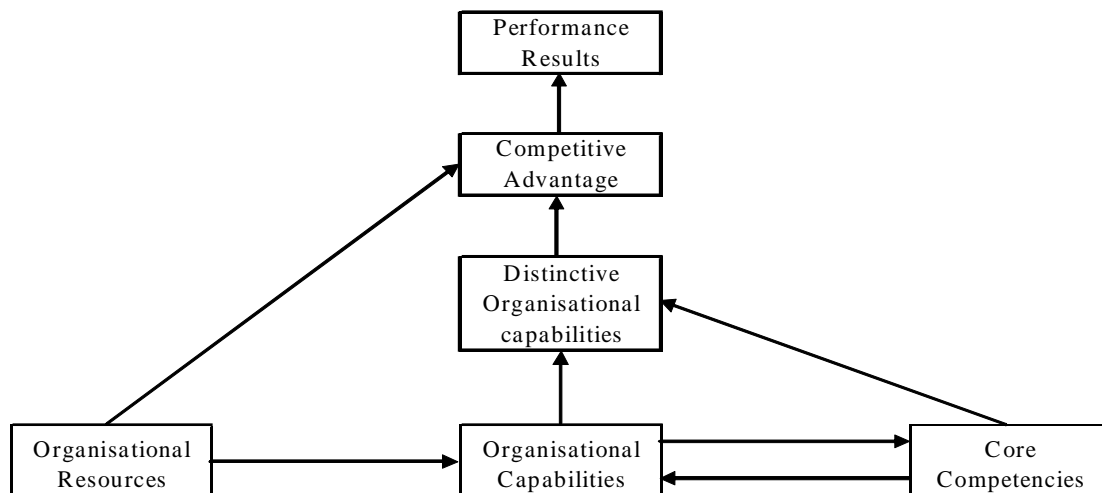 Performance
Results
Competitive
Advantage
Distinctive
Organisational
capabilities
Organisational
Resources
Organisational
Capabilities
Core
Competencies